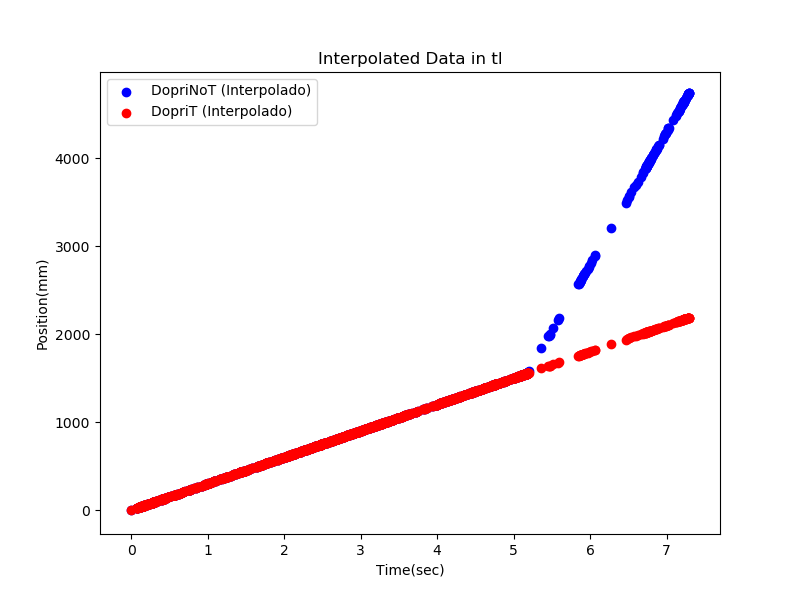 Interpolated Data in tl
DopriNoT (Interpolado)
DopriT (Interpolado)
4000
3000
2000
1000
0
Position(mm)
0 1 2 3 4 5 6 7
Time(sec)